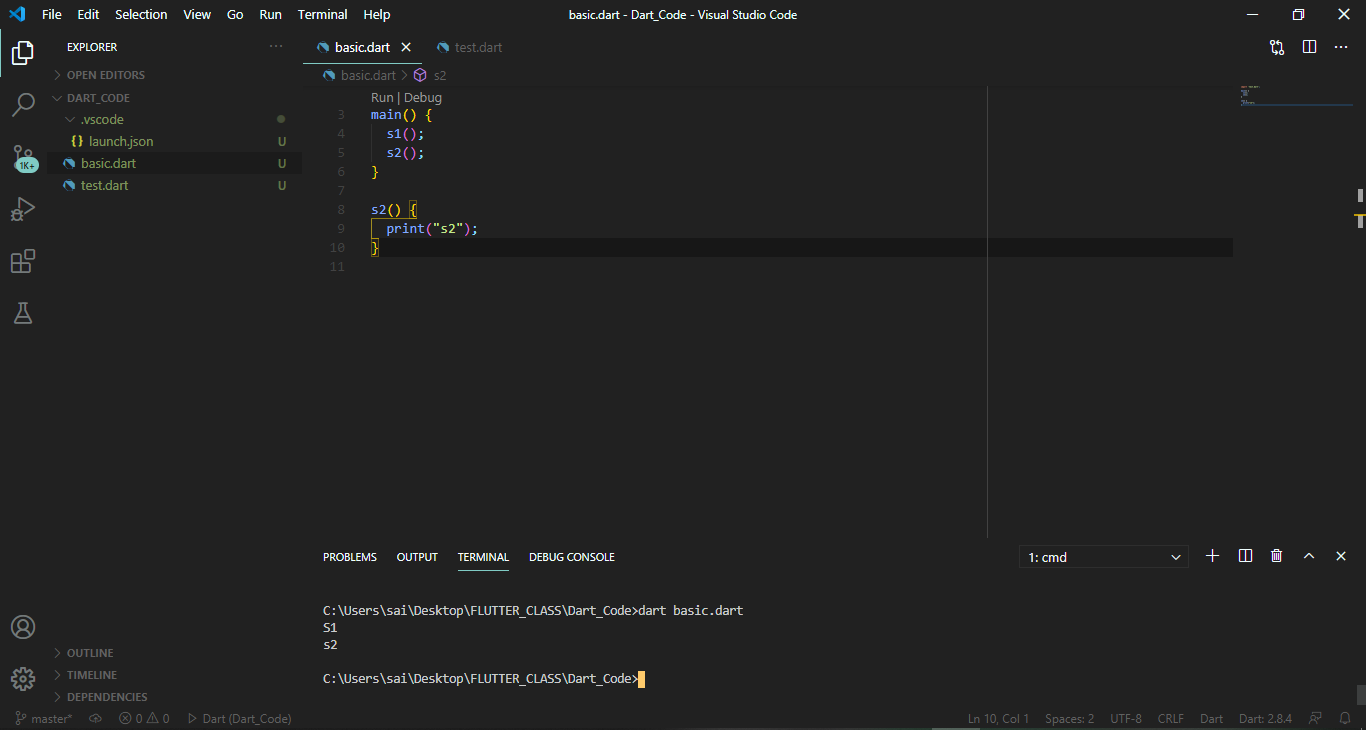 File Edit Selection View Go Run Terminal Help
basic.dart - Dart_Code - Visual Studio Code
EXPLORER
OPEN EDITORS
DART_CODE
.vscode
{} launch.json U
basic.dart U
test.dart U
1K+
OUTLINE
TIMELINE
DEPENDENCIES
basic.dart test.dart
basic.dart > s2
Run | Debug
3 main() {
4 s1();
5 s2();
6 }
7
8 s2() {
9 print("s2");
10 }
11
PROBLEMS OUTPUT TERMINAL DEBUG CONSOLE
1: cmd
C:\Users\sai\Desktop\FLUTTER_CLASS\Dart_Code>dart basic.dart
S1
s2
C:\Users\sai\Desktop\FLUTTER_CLASS\Dart_Code>
master* 0 0 Dart (Dart_Code) Ln 10, Col 1 Spaces: 2 UTF-8 CRLF Dart Dart: 2.8.4